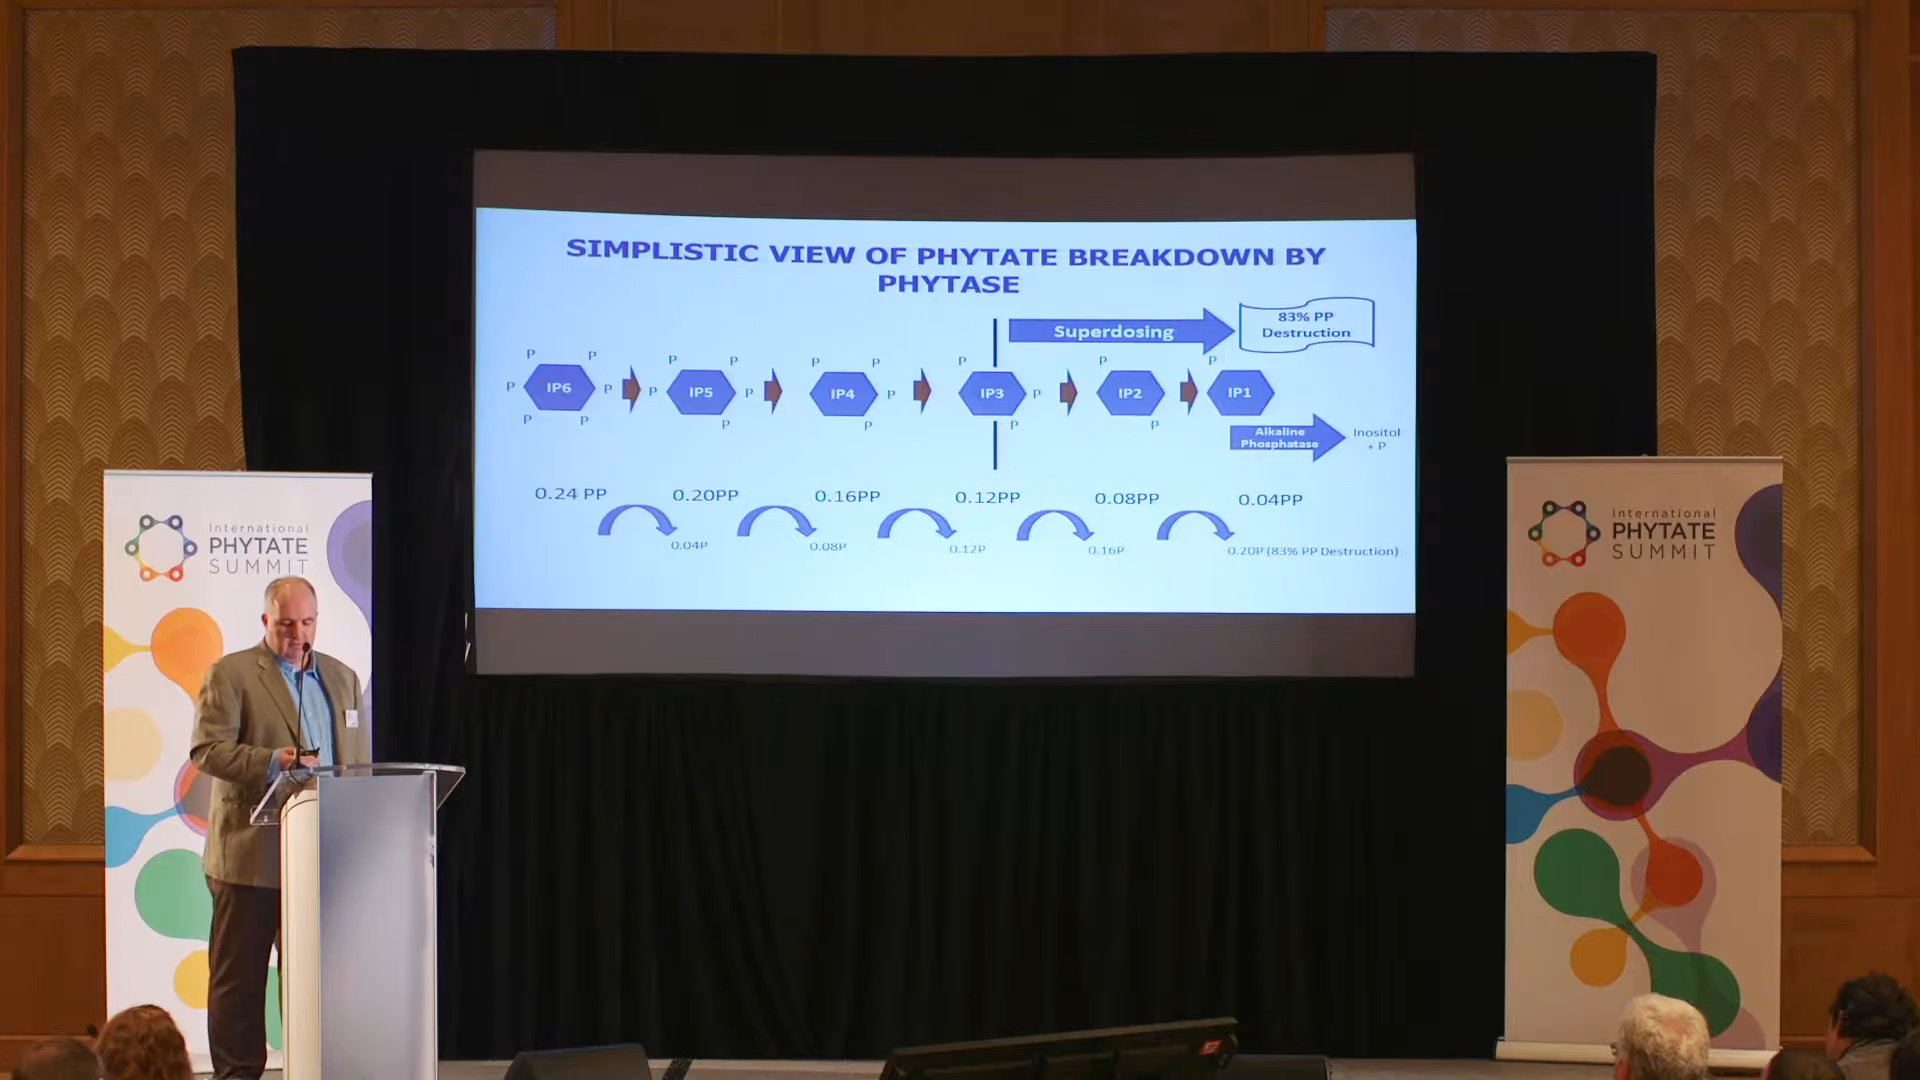 SIMPLISTIC VIEW OF PHYTATE BREAKDOWN BY
PHYTASE
Superdosing
83% PP
Destruction
P P P P P P
IP6
P P P P P
IP5
P P P P
IP4
P P P
IP3
P P
IP2
P
IP1
Alkaline
Phosphatase
Inositol
+ P
0.24 PP
0.20PP
0.16PP
0.12PP
0.08PP
0.04PP
0.04P
0.08P
0.12P
0.16P
0.20P (83% PP Destruction)
International
PHYTATE
SUMMIT
International
PHYTATE
SUMMIT